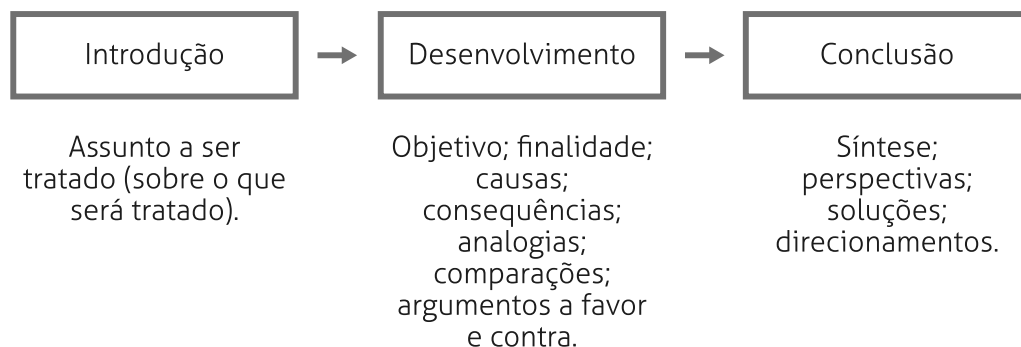 Introdução
Desenvolvimento
Conclusão
Assunto a ser
tratado (sobre o que
será tratado).
Objetivo; finalidade;
causas;
consequências;
analogias;
comparações;
argumentos a favor
e contra.
Síntese;
perspectivas;
soluções;
direcionamentos.